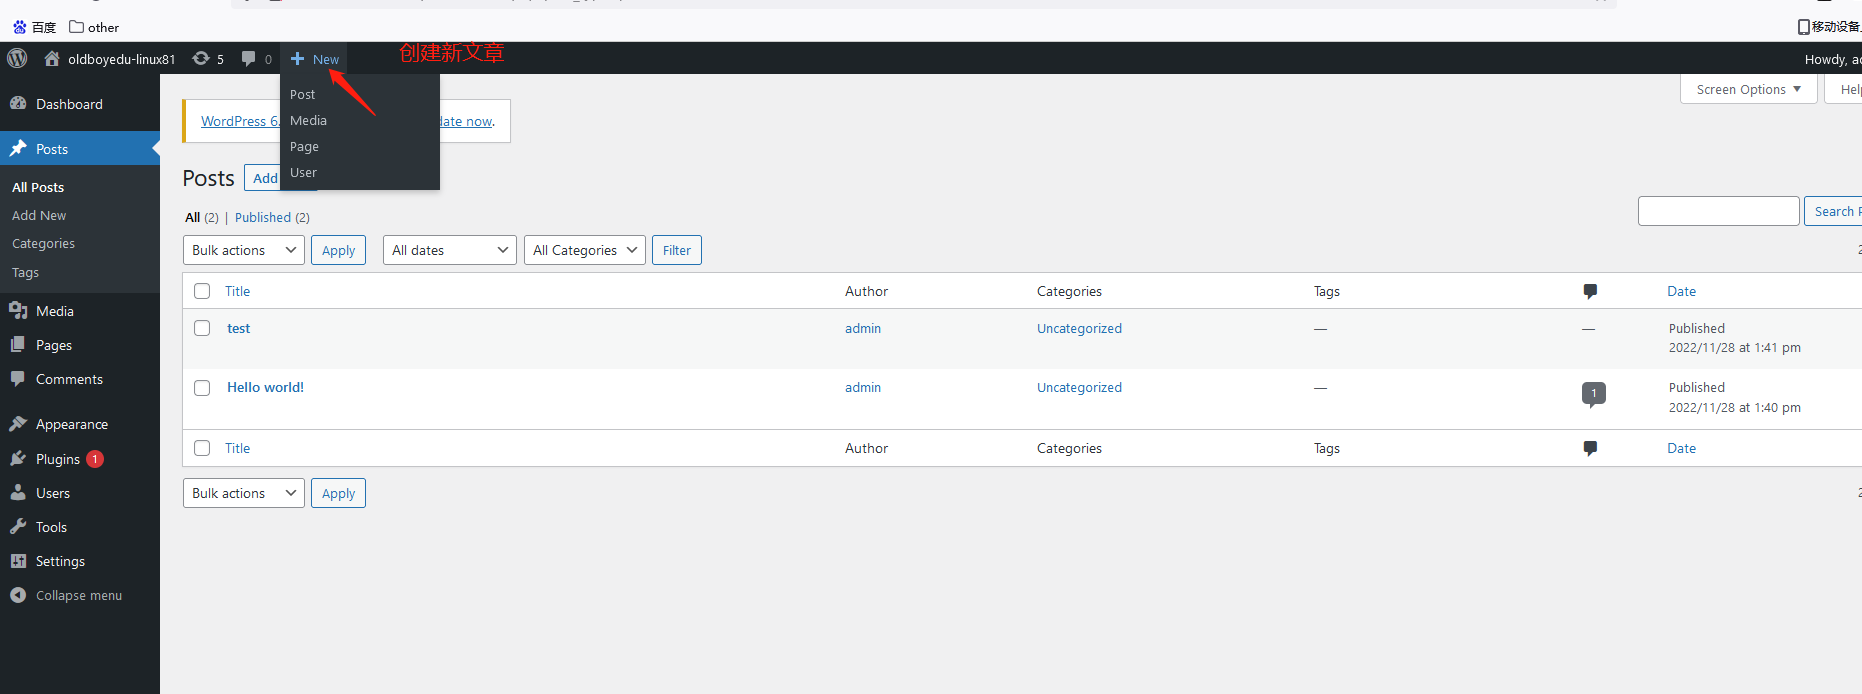 百度 other 移动设备
oldboyedu-linux81 5 0 + New 创建新文章 Howdy,
Post
Media
Page
User
Dashboard
Posts
All Posts
Add New
Categories
Tags
Media
Pages
Comments
Appearance
Plugins 1
Users
Tools
Settings
Collapse menu
Screen Options ▼
WordPress 6. now.
Posts Add
All (2) | Published (2)
Search
Bulk actions Apply All dates All Categories Filter
Title Author Categories Tags Date
test admin Uncategorized — — Published
2022/11/28 at 1:41 pm
Hello world! admin Uncategorized — 1 Published
2022/11/28 at 1:40 pm
Title Author Categories Tags Date
Bulk actions Apply